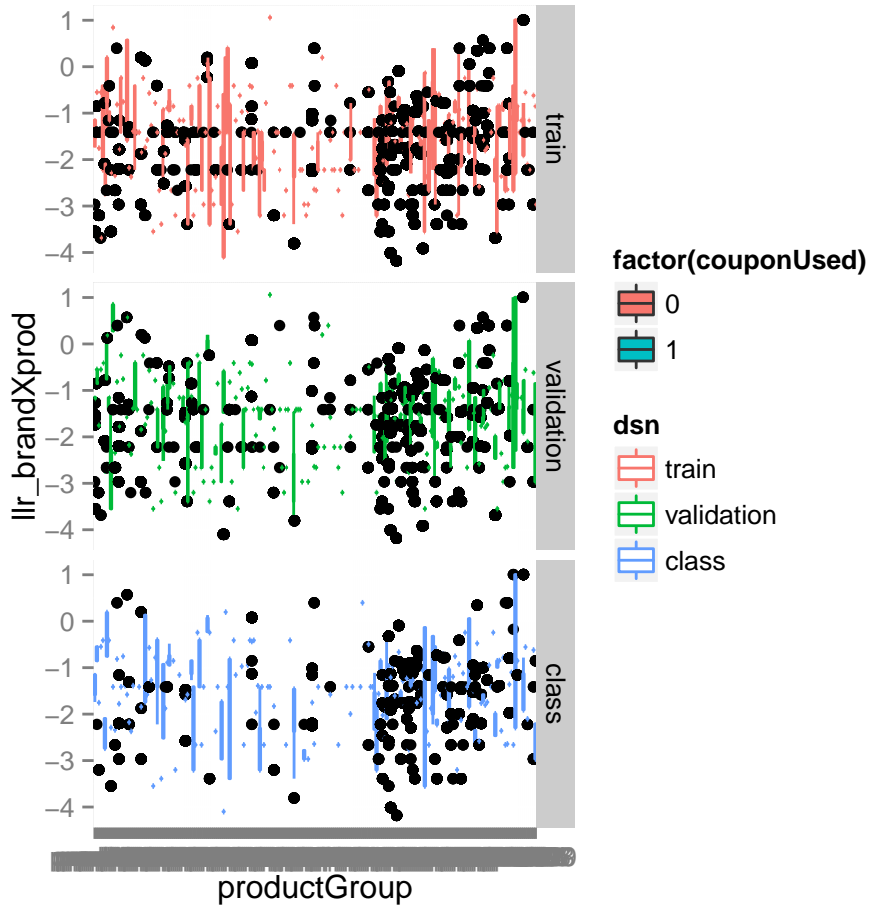 1
0
−1
−2
−3
−4
train
1
0
−1
−2
−3
−4
validation
1
0
−1
−2
−3
−4
class
llr_brandXprod
productGroup
factor(couponUsed)
0
1
dsn
train
validation
class